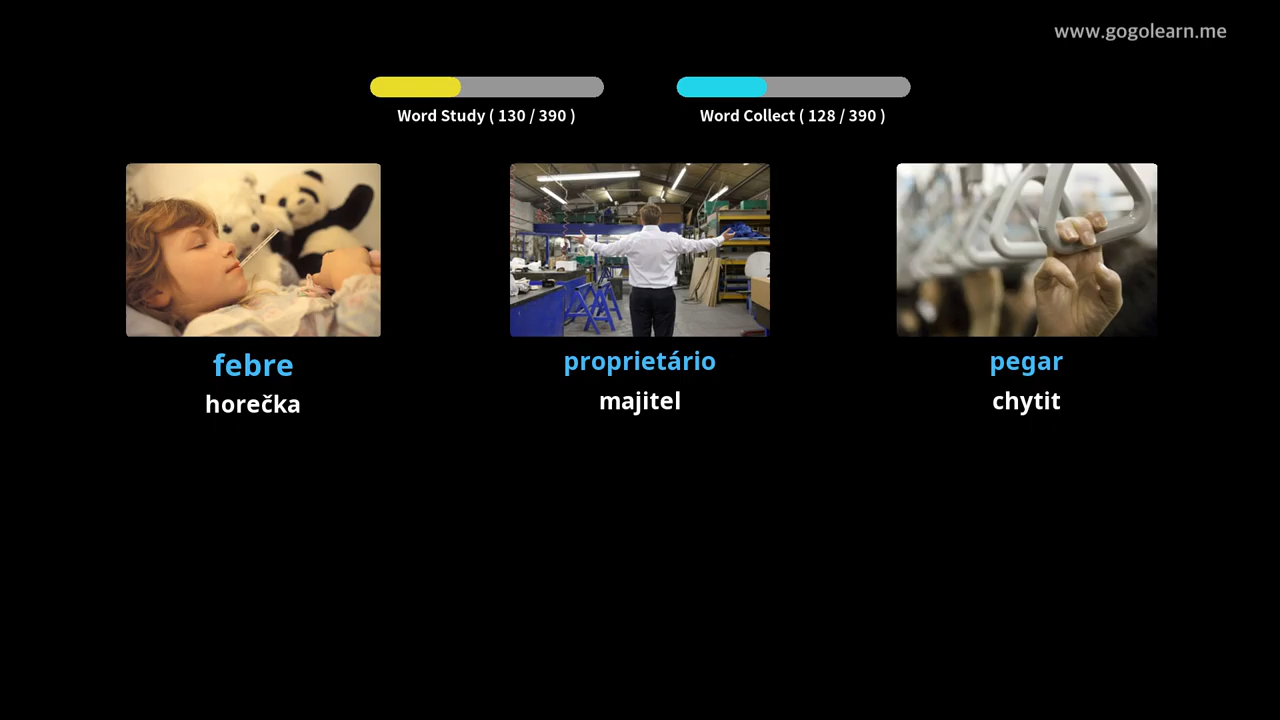 www.gogolearn.me
Word Study ( 130 / 390 )
Word Collect ( 128 / 390 )
febre
horečka
proprietário
majitel
pegar
chytit